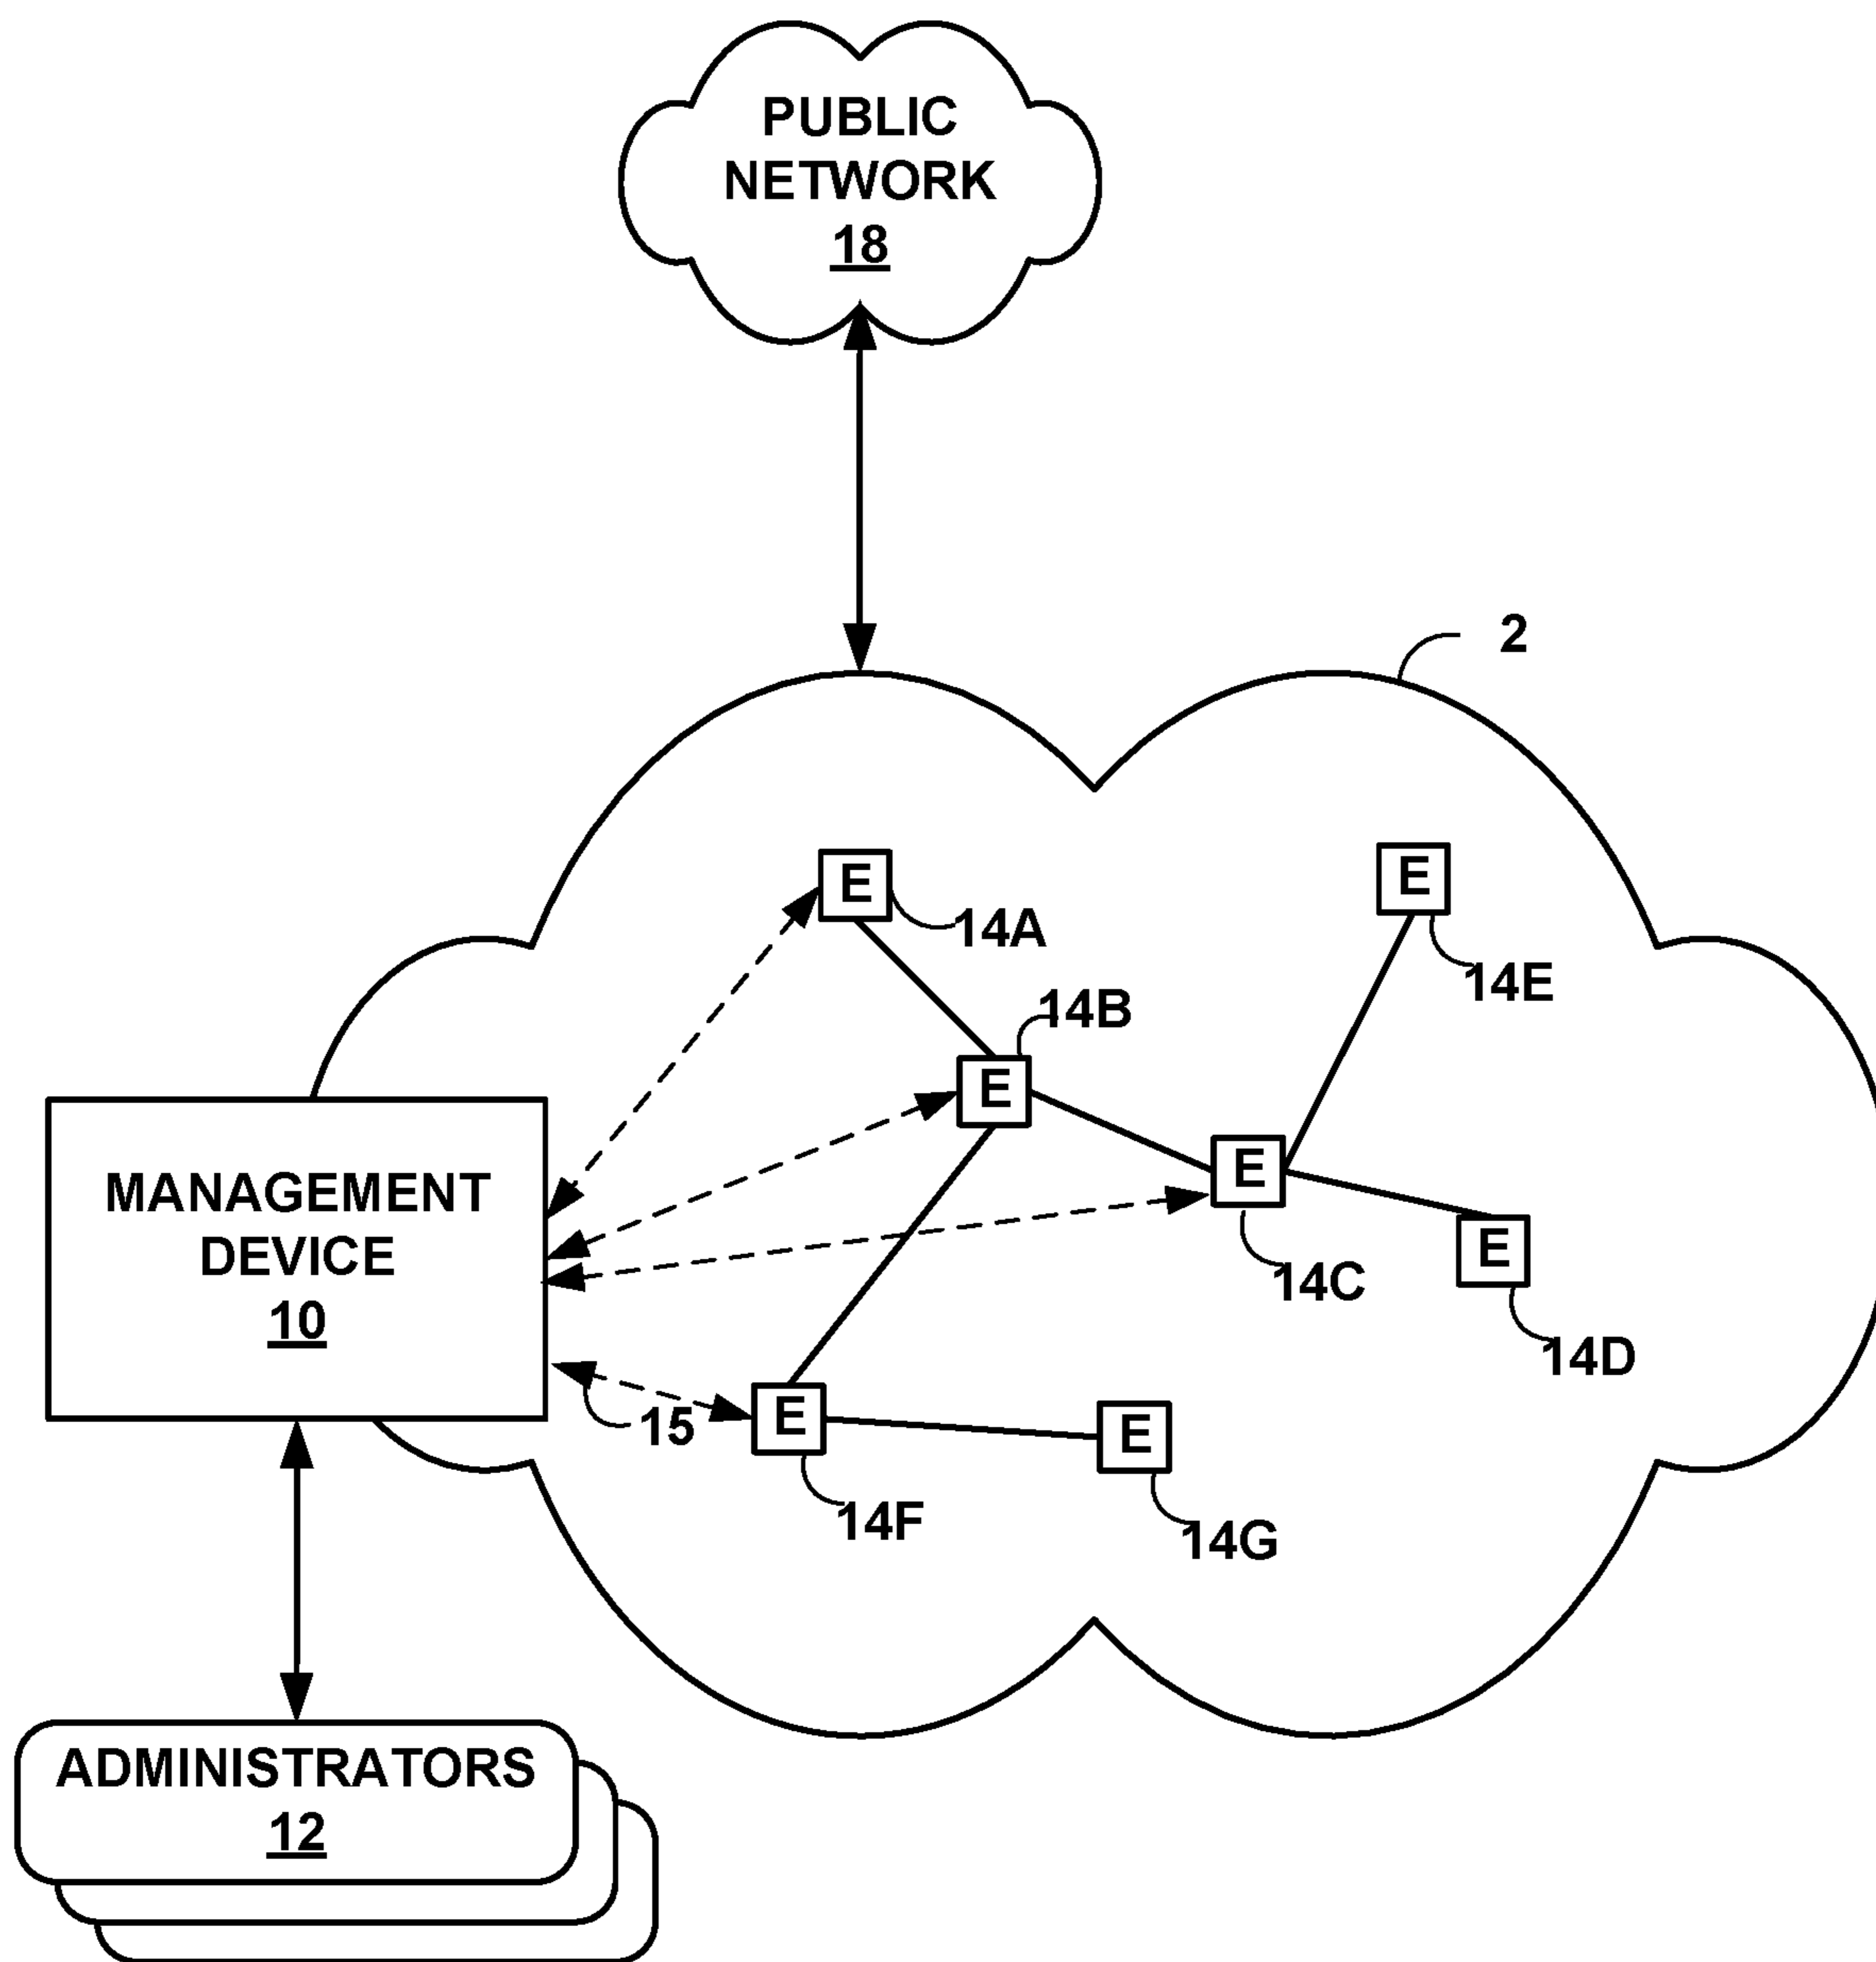 PUBLIC
NETWORK
18
2
E
14A
E
14E
14B
E
E
14C
E
14D
MANAGEMENT
DEVICE
10
15
E
14F
E
14G
ADMINISTRATORS
12